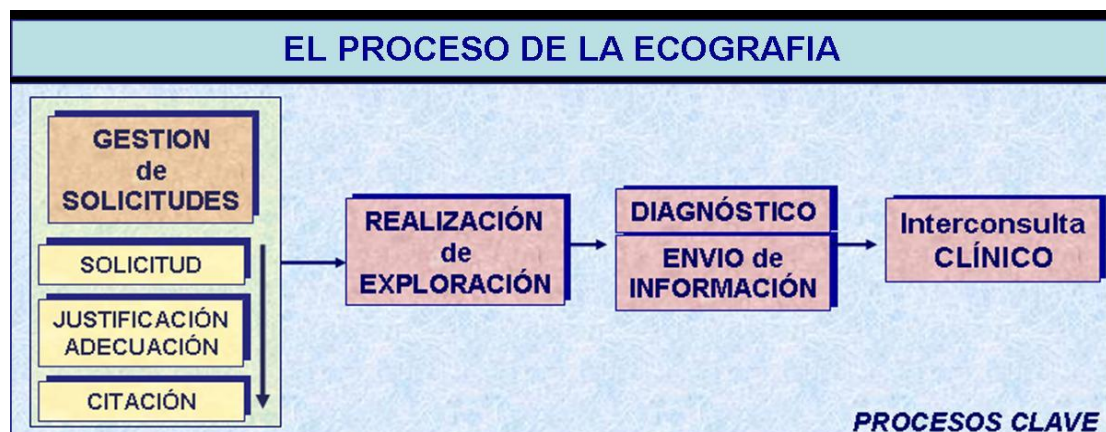 EL PROCESO DE LA ECOGRAFIA
GESTION
de
SOLICITUDES
SOLICITUD
JUSTIFICACIÓN
ADECUACIÓN
CITACIÓN
REALIZACIÓN
de
EXPLORACIÓN
DIAGNÓSTICO
ENVIO de
INFORMACIÓN
Interconsulta
CLÍNICO
PROCESOS CLAVE